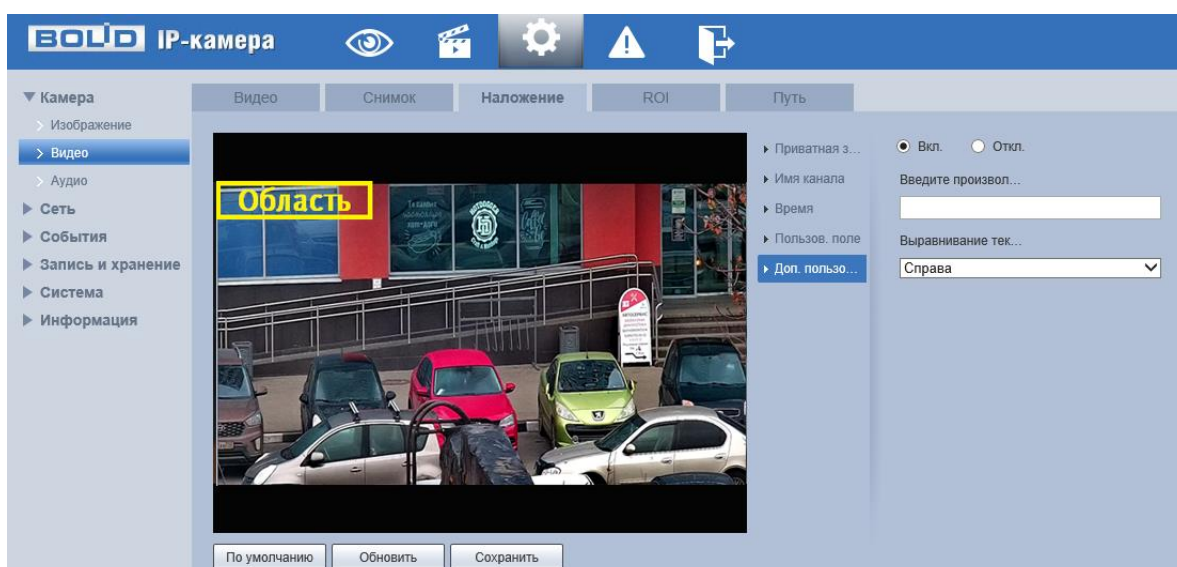 BOLID IP-камера
Камера
Изображение
Видео
Аудио
Сеть
События
Запись и хранение
Система
Информация
Видео
Снимок
Наложение
ROI
Путь
Область
Приватная з...
Имя канала
Время
Пользов. поле
Доп. пользо...
Вкл.
Откл.
Введите произвол...
Выравнивание тек...
Справа
По умолчанию
Обновить
Сохранить